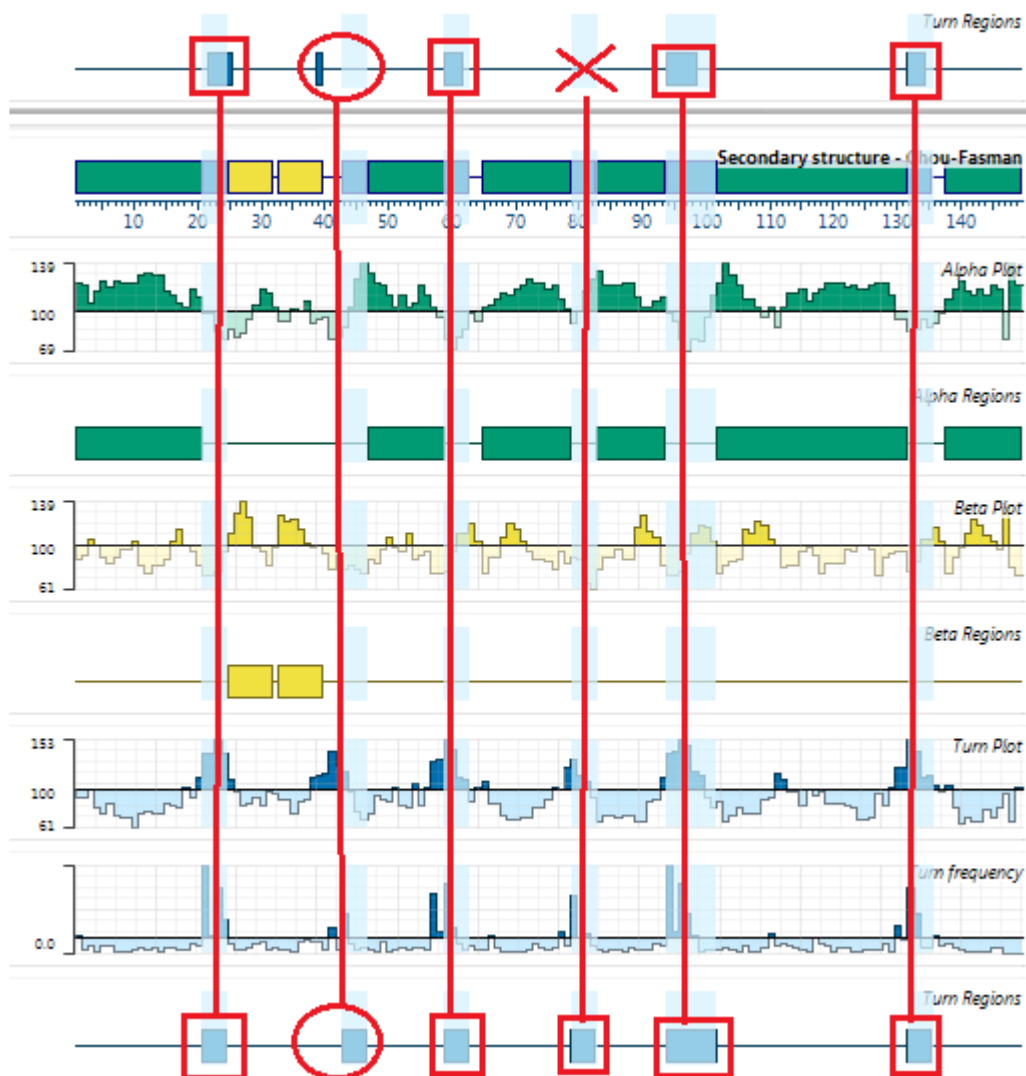 Turn Regions
Secondary structure - Chou-Fasman
10 20 30 40 50 60 70 80 90 100 110 120 130 140
139
Alpha Plot
100
69
Alpha Regions
139
Beta Plot
100
61
Beta Regions
153
Turn Plot
100
61
Turn frequency
0.0
Turn Regions